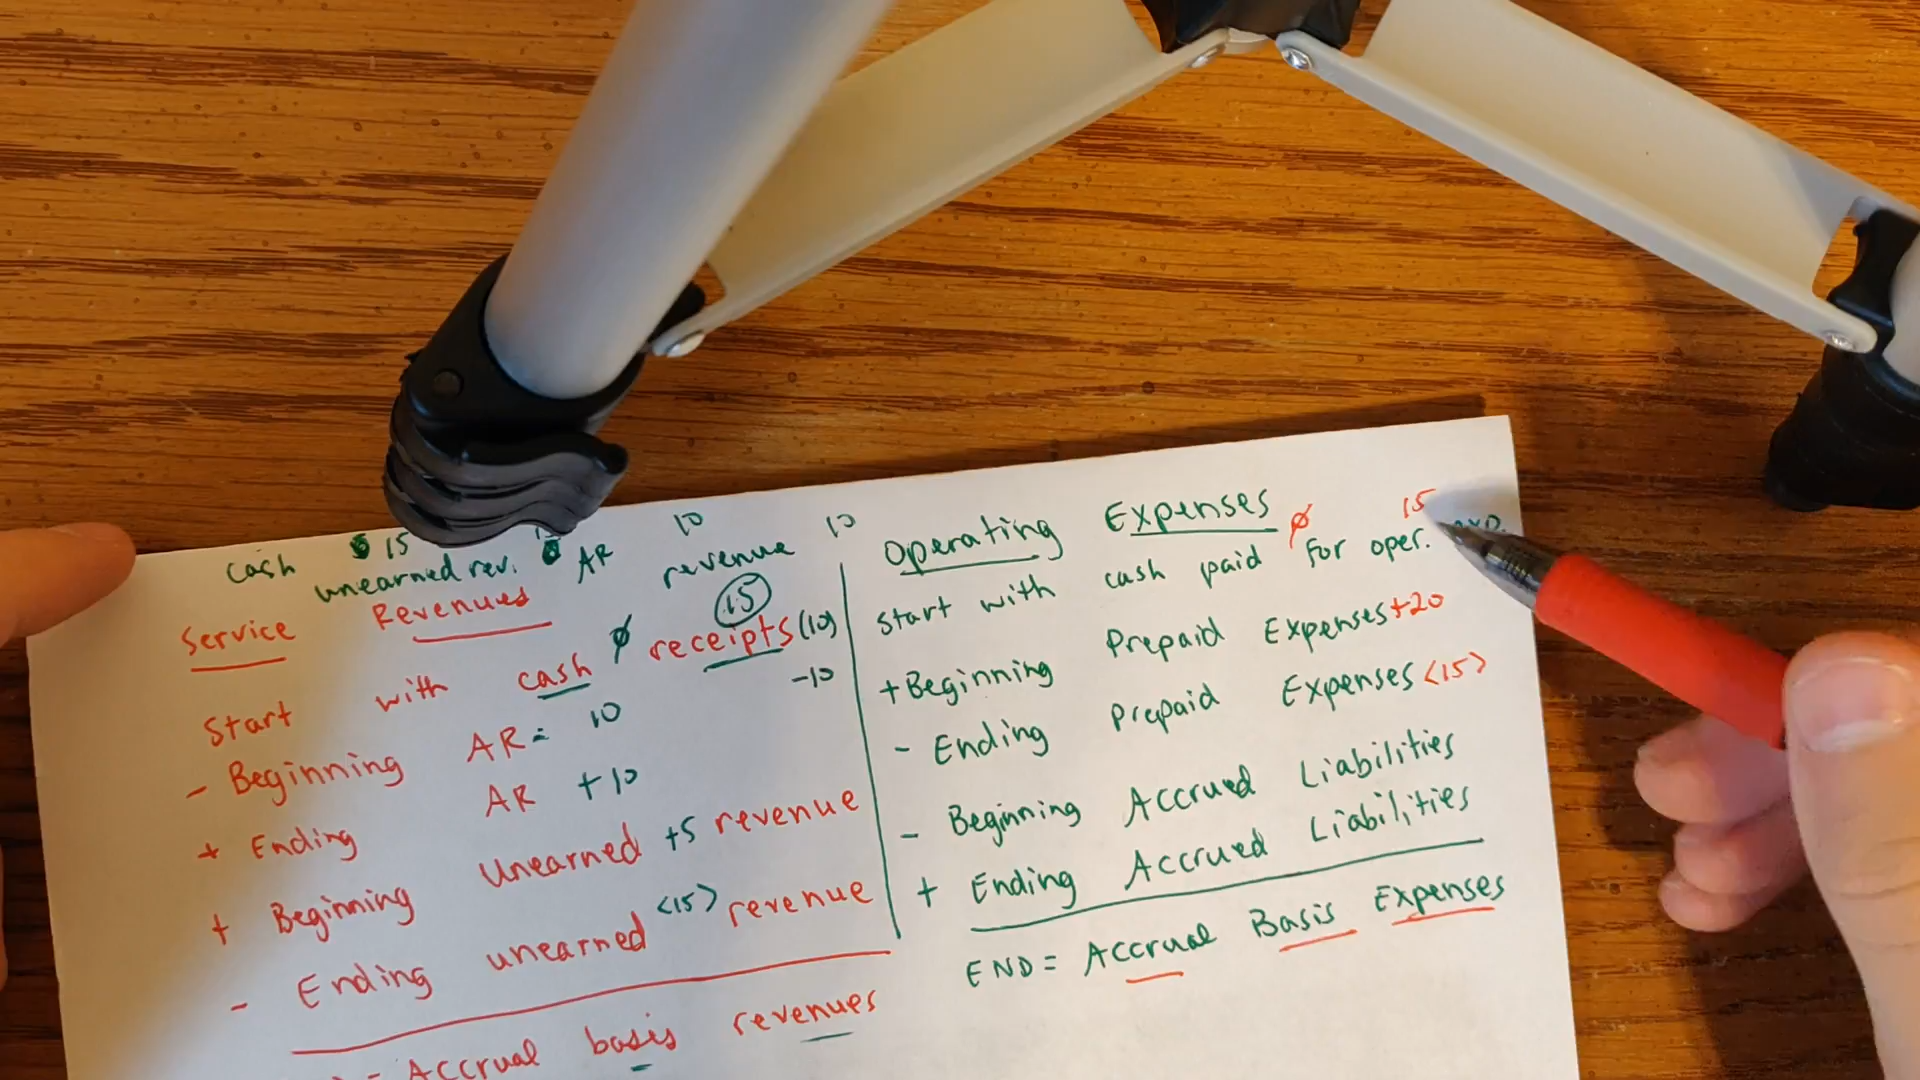 cash 15 10 10
unearned rev. AR revenue
Service Revenues 15
Start with cash ∅ receipts (10)
-10
- Beginning AR = 10
+ Ending AR +10
+ Beginning Unearned +5 revenue
- Ending unearned <15> revenue
= Accrual basis revenues
Operating Expenses
start with cash paid ∅ for oper. 15
+ Beginning Prepaid Expenses +20
- Ending Prepaid Expenses <15>
- Beginning Accrued Liabilities
+ Ending Accrued Liabilities
END = Accrual Basis Expenses